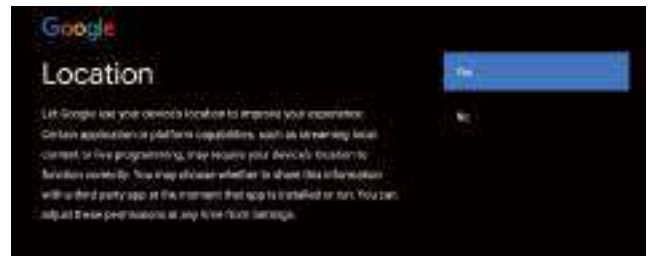 Google
Location
Yes
Let Google use your device's location to improve your experience.
Certain application or platform capabilities, such as streaming local
content or live programming, may require your device's location to
function correctly. You may choose whether to share this information
with a third party app at the moment that app is installed or run. You can
adjust these permissions at any time from Settings.
No